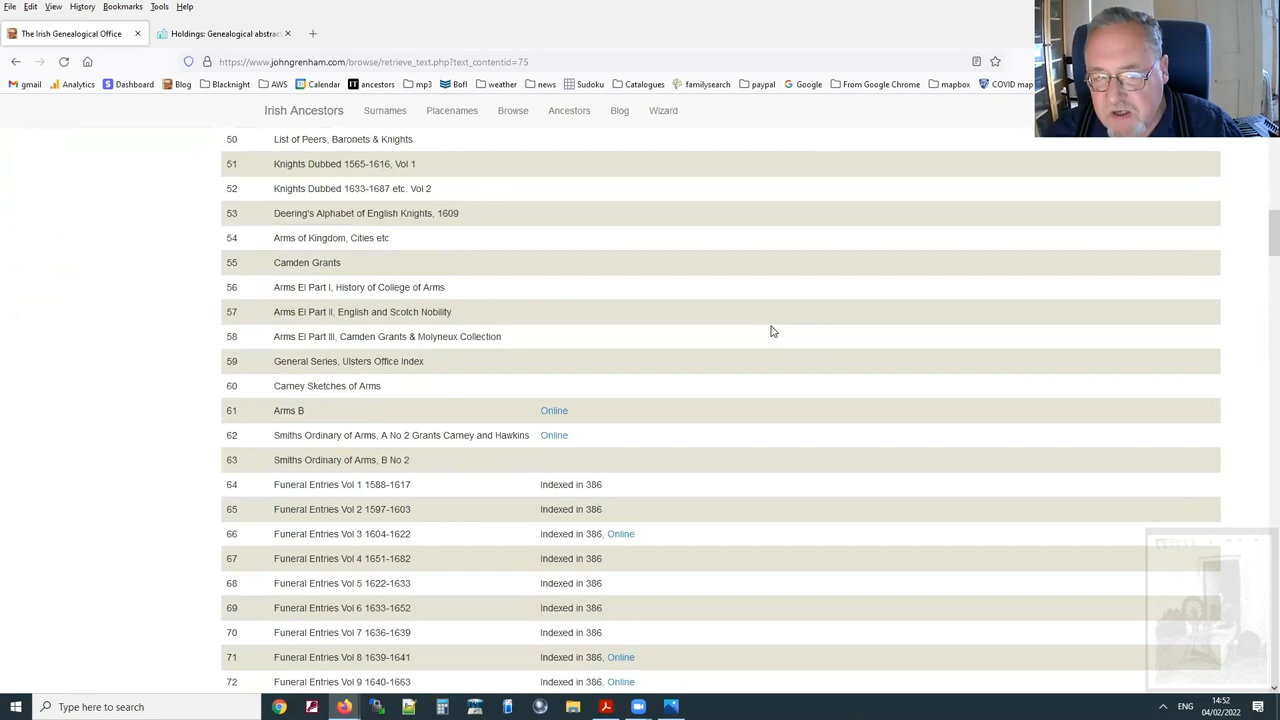 File Edit View History Bookmarks Tools Help
The Irish Genealogical Office Holdings: Genealogical abstrac
https://www.johngrenham.com/browse/retrieve_text.php?text_contentid=75
gmail Analytics Dashboard Blog Blacknight AWS Calendar ancestors mp3 Bofi weather news Sudoku Catalogues familysearch paypal Google From Google Chrome mapbox COVID map
Irish Ancestors Surnames Placenames Browse Ancestors Blog Wizard
50 List of Peers, Baronets & Knights
51 Knights Dubbed 1565-1616, Vol 1
52 Knights Dubbed 1633-1687 etc. Vol 2
53 Deering's Alphabet of English Knights, 1609
54 Arms of Kingdom, Cities etc
55 Camden Grants
56 Arms El Part I, History of College of Arms
57 Arms El Part II, English and Scotch Nobility
58 Arms El Part III, Camden Grants & Molyneux Collection
59 General Series, Ulsters Office Index
60 Carney Sketches of Arms
61 Arms B Online
62 Smiths Ordinary of Arms, A No 2 Grants Carney and Hawkins Online
63 Smiths Ordinary of Arms, B No 2
64 Funeral Entries Vol 1 1588-1617 Indexed in 386
65 Funeral Entries Vol 2 1597-1603 Indexed in 386
66 Funeral Entries Vol 3 1604-1622 Indexed in 386, Online
67 Funeral Entries Vol 4 1651-1682 Indexed in 386
68 Funeral Entries Vol 5 1622-1633 Indexed in 386
69 Funeral Entries Vol 6 1633-1652 Indexed in 386
70 Funeral Entries Vol 7 1636-1639 Indexed in 386
71 Funeral Entries Vol 8 1639-1641 Indexed in 386, Online
72 Funeral Entries Vol 9 1640-1663 Indexed in 386, Online
Type here to search ENG 14:52
04/02/2022